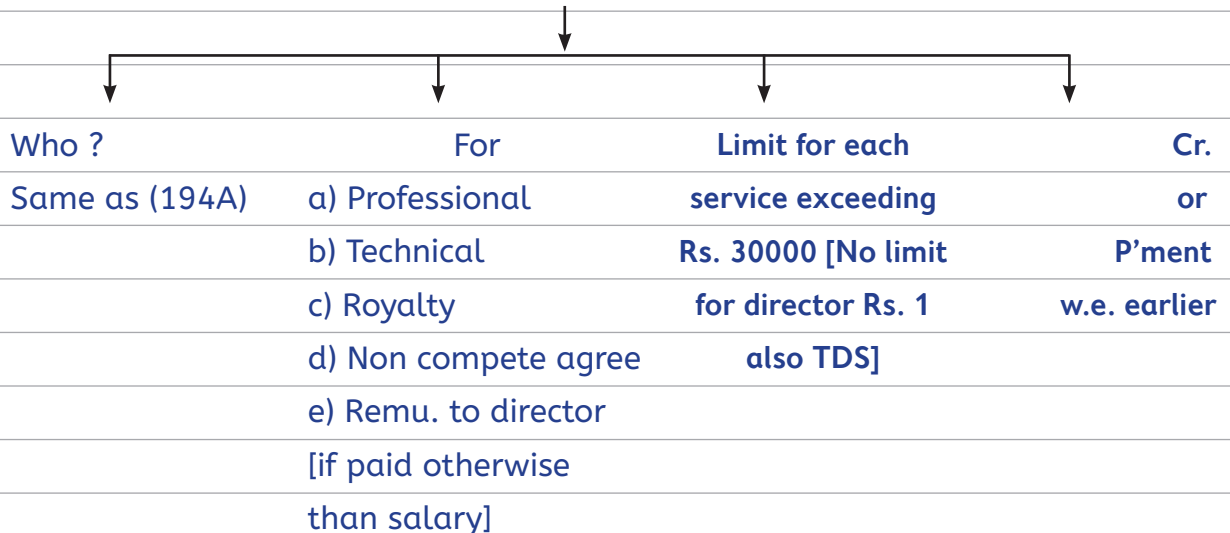 Who ?
Same as (194A)
For
a) Professional
b) Technical
c) Royalty
d) Non compete agree
e) Remu. to director
[if paid otherwise
than salary]
Limit for each
service exceeding
Rs. 30000 [No limit
for director Rs. 1
also TDS]
Cr.
or
P'ment
w.e. earlier